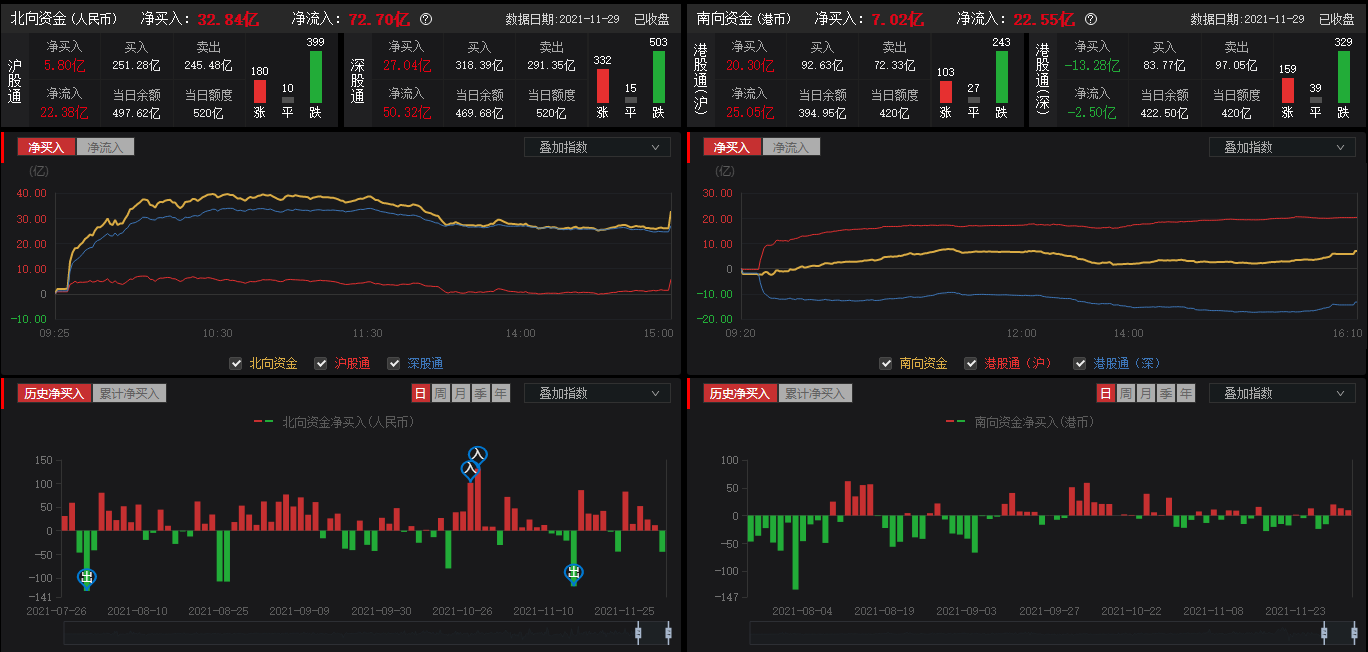 北向资金(人民币) 净买入: 32.84亿 净流入: 72.70亿 ? 数据日期:2021-11-29 已收盘
沪股通
净买入 买入 卖出
5.80亿 251.28亿 245.48亿
净流入 当日余额 当日额度
22.38亿 497.62亿 520亿
180 10 399
涨 平 跌
深股通
净买入 买入 卖出
27.04亿 318.39亿 291.35亿
净流入 当日余额 当日额度
50.32亿 469.68亿 520亿
332 15 503
涨 平 跌
南向资金(港币) 净买入: 7.02亿 净流入: 22.55亿 ? 数据日期:2021-11-29 已收盘
港股通(沪)
净买入 买入 卖出
20.30亿 92.63亿 72.33亿
净流入 当日余额 当日额度
25.05亿 394.95亿 420亿
103 27 243
涨 平 跌
港股通(深)
净买入 买入 卖出
-13.28亿 83.77亿 97.05亿
净流入 当日余额 当日额度
-2.50亿 422.50亿 420亿
159 39 329
涨 平 跌
净买入 净流入 叠加指数
(亿)
40.00
30.00
20.00
10.00
0
-10.00
09:25 10:30 11:30 14:00 15:00
北向资金 沪股通 深股通
净买入 净流入 叠加指数
(亿)
30.00
20.00
10.00
0
-10.00
-20.00
09:20 12:00 14:00 16:10
南向资金 港股通(沪) 港股通(深)
历史净买入 累计净买入 日 周 月 季 年 叠加指数
北向资金净买入(人民币)
150
100
50
0
-50
-100
-141
入
入
出
出
2021-07-26 2021-08-10 2021-08-25 2021-09-09 2021-09-30 2021-10-26 2021-11-10 2021-11-25
历史净买入 累计净买入 日 周 月 季 年 叠加指数
南向资金净买入(港币)
100
50
0
-50
-100
-147
2021-08-04 2021-08-19 2021-09-03 2021-09-27 2021-10-22 2021-11-08 2021-11-23